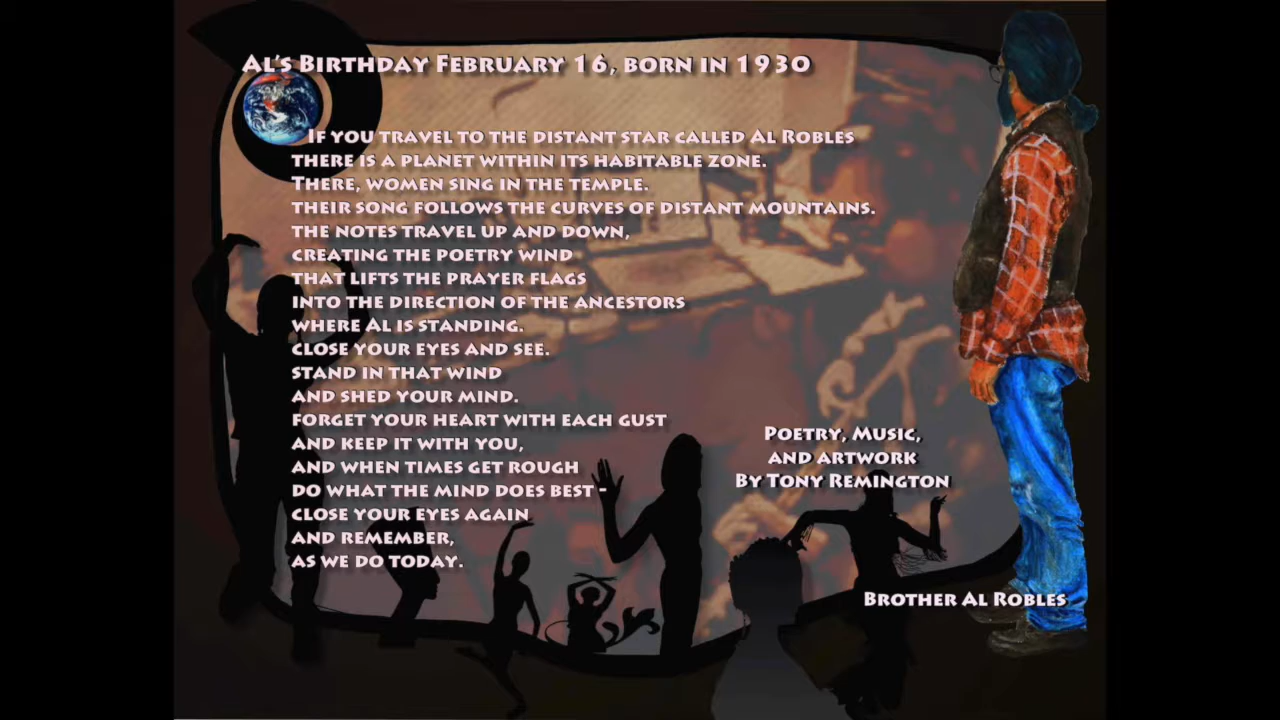 Al's Birthday February 16, born in 1930
If you travel to the distant star called Al Robles
there is a planet within its habitable zone.
There, women sing in the temple.
Their song follows the curves of distant mountains.
The notes travel up and down,
creating the poetry wind
that lifts the prayer flags
into the direction of the ancestors
where Al is standing.
Close your eyes and see.
Stand in that wind
and shed your mind.
Forget your heart with each gust
and keep it with you,
and when times get rough
do what the mind does best -
close your eyes again
and remember,
as we do today.
Poetry, Music,
and artwork
By Tony Remington
Brother Al Robles